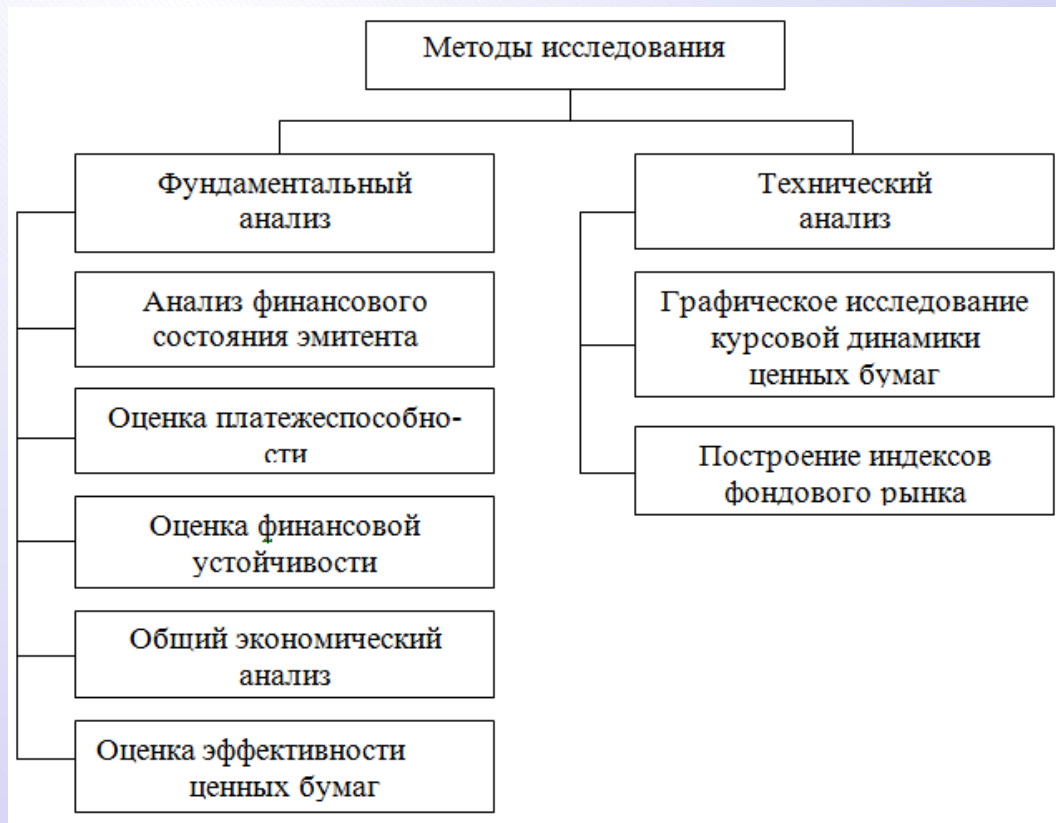 Методы исследования
Фундаментальный
анализ
Анализ финансового
состояния эмитента
Оценка платежеспособно-
сти
Оценка финансовой
устойчивости
Общий экономический
анализ
Оценка эффективности
ценных бумаг
Технический
анализ
Графическое исследование
курсовой динамики
ценных бумаг
Построение индексов
фондового рынка